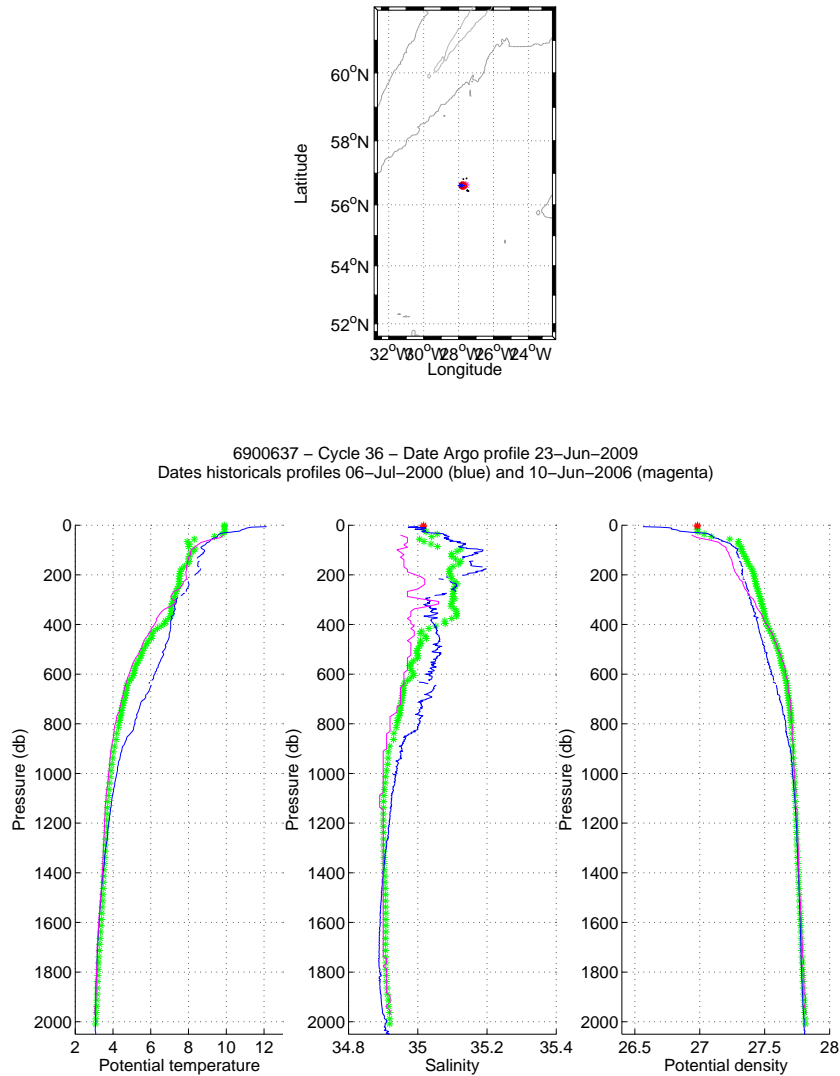 60°N
58°N
56°N
54°N
52°N
Latitude
32°W 30°W 28°W 26°W 24°W
Longitude
6900637 − Cycle 36 − Date Argo profile 23−Jun−2009
Dates historicals profiles 06−Jul−2000 (blue) and 10−Jun−2006 (magenta)
0
200
400
600
800
1000
1200
1400
1600
1800
2000
Pressure (db)
2 4 6 8 10 12
Potential temperature
0
200
400
600
800
1000
1200
1400
1600
1800
2000
Pressure (db)
34.8 35 35.2 35.4
Salinity
0
200
400
600
800
1000
1200
1400
1600
1800
2000
Pressure (db)
26.5 27 27.5 28
Potential density